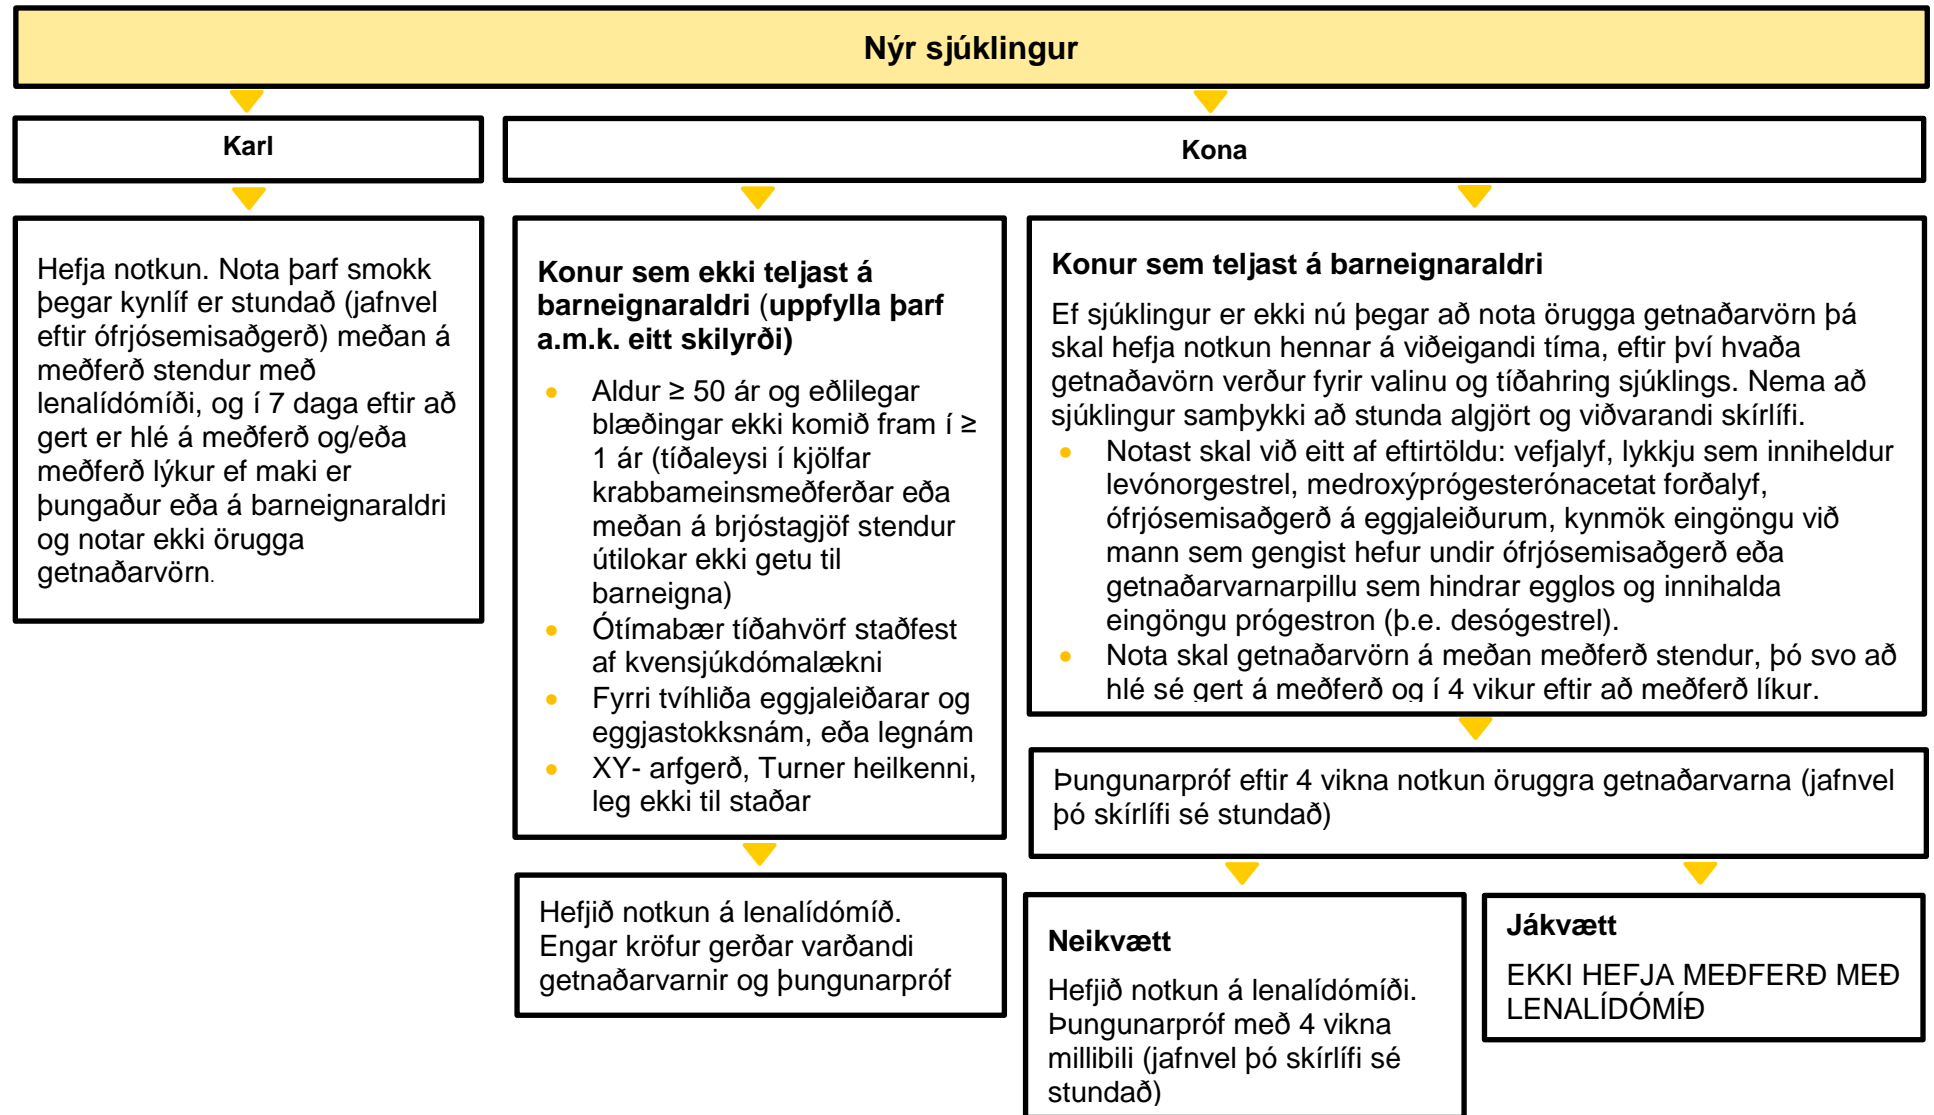 Nýr sjúklingur
Karl
Kona
Hefja notkun. Nota þarf smokk
þegar kynlíf er stundað (jafnvel
eftir ófrjósemisaðgerð) meðan á
meðferð stendur með
lenalídómíði, og í 7 daga eftir að
gert er hlé á meðferð og/eða
meðferð lýkur ef maki er
þungaður eða á barneignaraldri
og notar ekki örugga
getnaðarvörn.
Konur sem ekki teljast á
barneignaraldri (uppfylla þarf
a.m.k. eitt skilyrði)
• Aldur ≥ 50 ár og eðlilegar
blæðingar ekki komið fram í ≥
1 ár (tíðaleysi í kjölfar
krabbameinsmeðferðar eða
meðan á brjóstagjöf stendur
útilokar ekki getu til
barneigna)
• Ótímabær tíðahvörf staðfest
af kvensjúkdómalækni
• Fyrri tvíhliða eggjaleiðarar og
eggjastokksnám, eða legnám
• XY- arfgerð, Turner heilkenni,
leg ekki til staðar
Hefjið notkun á lenalídómíð.
Engar kröfur gerðar varðandi
getnaðarvarnir og þungunarpróf
Konur sem teljast á barneignaraldri
Ef sjúklingur er ekki nú þegar að nota örugga getnaðarvörn þá
skal hefja notkun hennar á viðeigandi tíma, eftir því hvaða
getnaðavörn verður fyrir valinu og tíðahring sjúklings. Nema að
sjúklingur samþykki að stunda algjört og viðvarandi skírlífi.
• Notast skal við eitt af eftirtöldu: vefjalyf, lykkju sem inniheldur
levónorgestrel, medroxýprógesterónacetat forðalyf,
ófrjósemisaðgerð á eggjaleiðurum, kynmök eingöngu við
mann sem gengist hefur undir ófrjósemisaðgerð eða
getnaðarvarnarpillu sem hindrar egglos og innihalda
eingöngu prógestron (þ.e. desógestrel).
• Nota skal getnaðarvörn á meðan meðferð stendur, þó svo að
hlé sé gert á meðferð og í 4 vikur eftir að meðferð líkur.
Þungunarpróf eftir 4 vikna notkun öruggra getnaðarvarna (jafnvel
þó skírlífi sé stundað)
Neikvætt
Hefjið notkun á lenalídómíði.
Þungunarpróf með 4 vikna
millibili (jafnvel þó skírlífi sé
stundað)
Jákvætt
EKKI HEFJA MEÐFERÐ MEÐ
LENALÍDÓMÍÐ